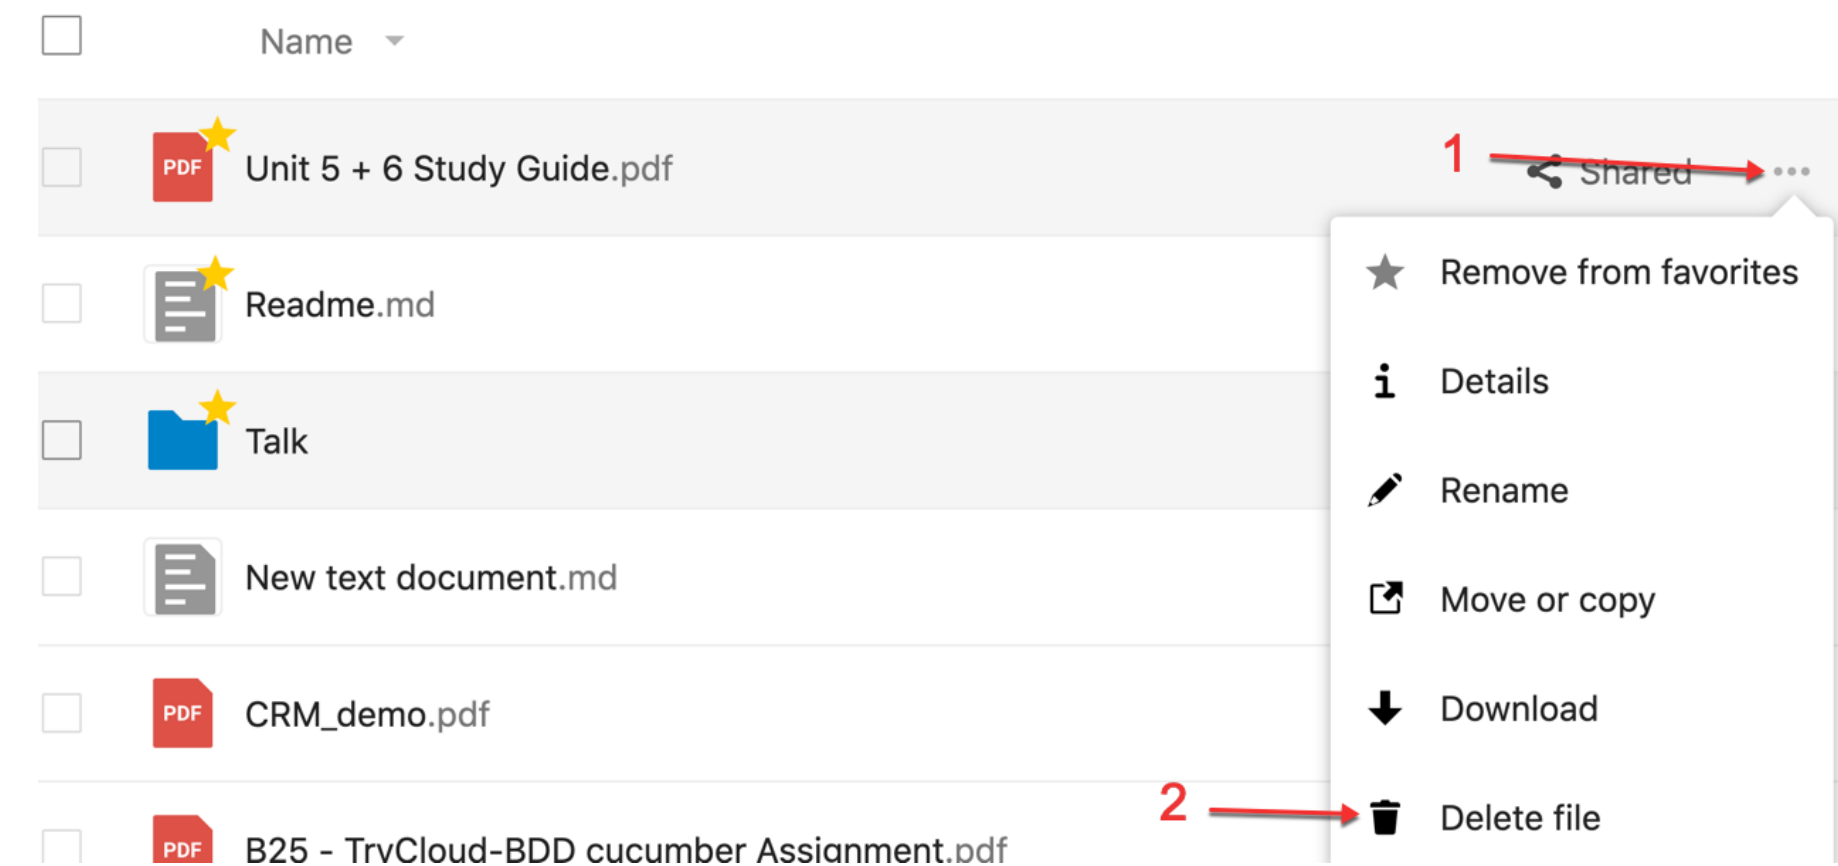 Name
PDF Unit 5 + 6 Study Guide.pdf 1 Shared
Readme.md
Talk
New text document.md
PDF CRM_demo.pdf
PDF B25 - TryCloud-BDD cucumber Assignment.pdf
Remove from favorites
Details
Rename
Move or copy
Download
2 Delete file